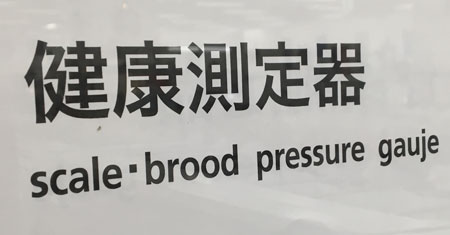 健康測定器
scale･brood pressure gauje